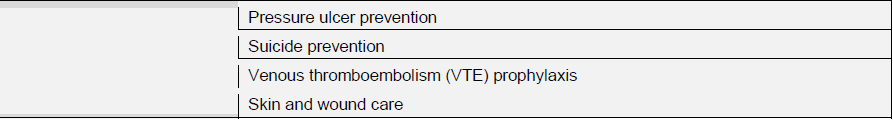 Pressure ulcer prevention
Suicide prevention
Venous thromboembolism (VTE) prophylaxis
Skin and wound care